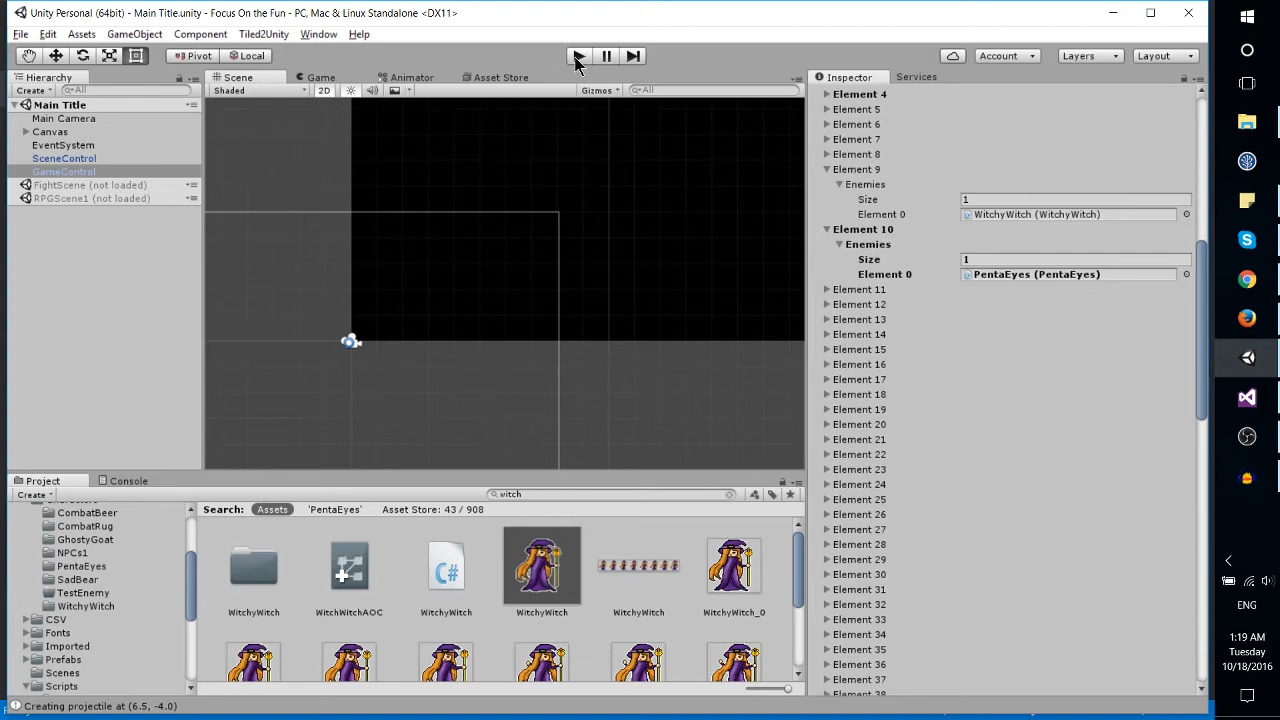 Unity Personal (64bit) - Main Title.unity - Focus On the Fun - PC, Mac & Linux Standalone <DX11>
File Edit Assets GameObject Component Tiled2Unity Window Help
Pivot Local Account Layers Layout
Hierarchy
Create All
Main Title
Main Camera
Canvas
EventSystem
SceneControl
GameControl
FightScene (not loaded)
RPGScene1 (not loaded)
Scene Game Animator Asset Store
Shaded 2D Gizmos All
Inspector Services
Element 4
Element 5
Element 6
Element 7
Element 8
Element 9
Enemies
Size 1
Element 0 WitchyWitch (WitchyWitch)
Element 10
Enemies
Size 1
Element 0 PentaEyes (PentaEyes)
Element 11
Element 12
Element 13
Element 14
Element 15
Element 16
Element 17
Element 18
Element 19
Element 20
Element 21
Element 22
Element 23
Element 24
Element 25
Element 26
Element 27
Element 28
Element 29
Element 30
Element 31
Element 32
Element 33
Element 34
Element 35
Element 36
Element 37
Element 38
Project Console
Create witch
CombatBeer
CombatRug
GhostyGoat
NPCs1
PentaEyes
SadBear
TestEnemy
WitchyWitch
CSV
Fonts
Imported
Prefabs
Scenes
Scripts
Search: Assets 'PentaEyes' Asset Store: 43 / 908
C#
WitchyWitch WitchWitchAOC WitchyWitch WitchyWitch WitchyWitch WitchyWitch_0
Creating projectile at (6.5, -4.0)
ENG
1:19 AM
Tuesday
10/18/2016